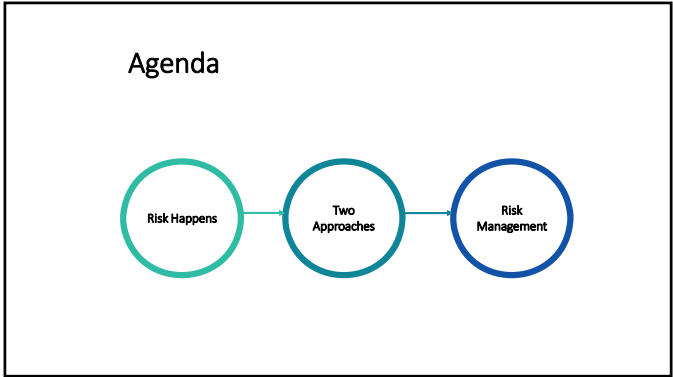 Agenda
Risk Happens
Two
Approaches
Risk
Management